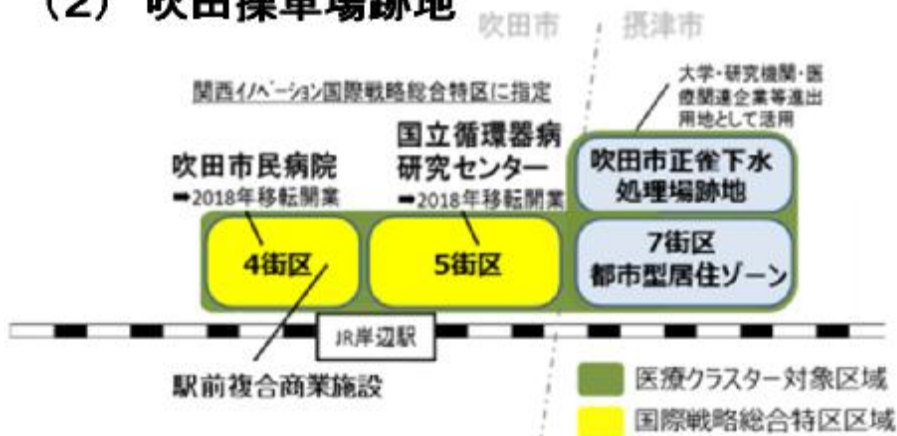 （2） 吹田操車場跡地
吹田市
摂津市
関西イノベーション国際戦略総合特区に指定
大学・研究機関・医
療関連企業等進出
用地として活用
吹田市民病院
➡2018年移転開業
国立循環器病
研究センター
➡2018年移転開業
吹田市正雀下水
処理場跡地
4街区
5街区
7街区
都市型居住ゾーン
JR岸辺駅
駅前複合商業施設
医療クラスター対象区域
国際戦略総合特区区域